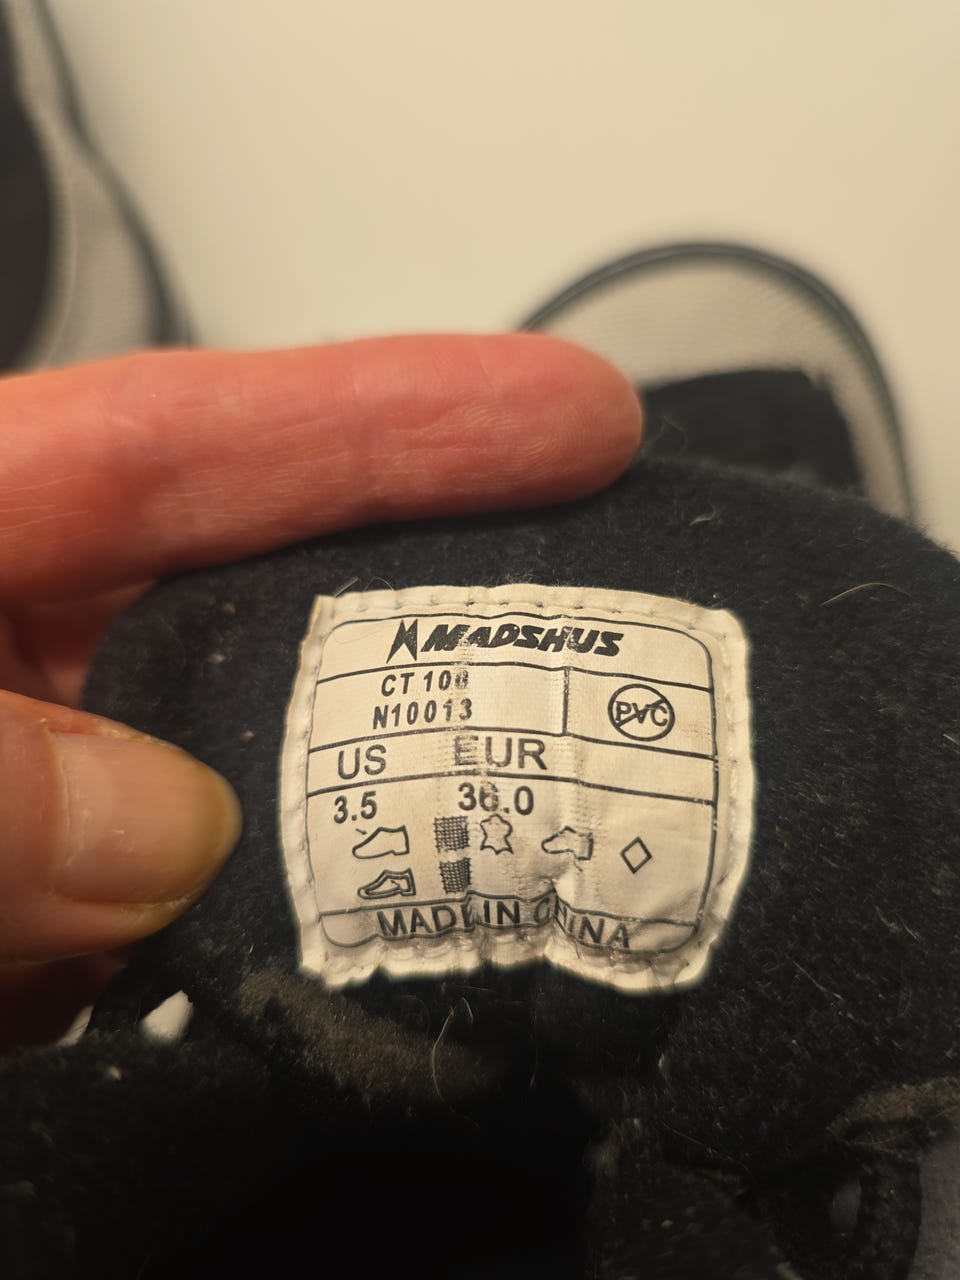 MADSHUS
CT 100
N10013
PVC
US EUR
3.5 36.0
MADE IN CHINA